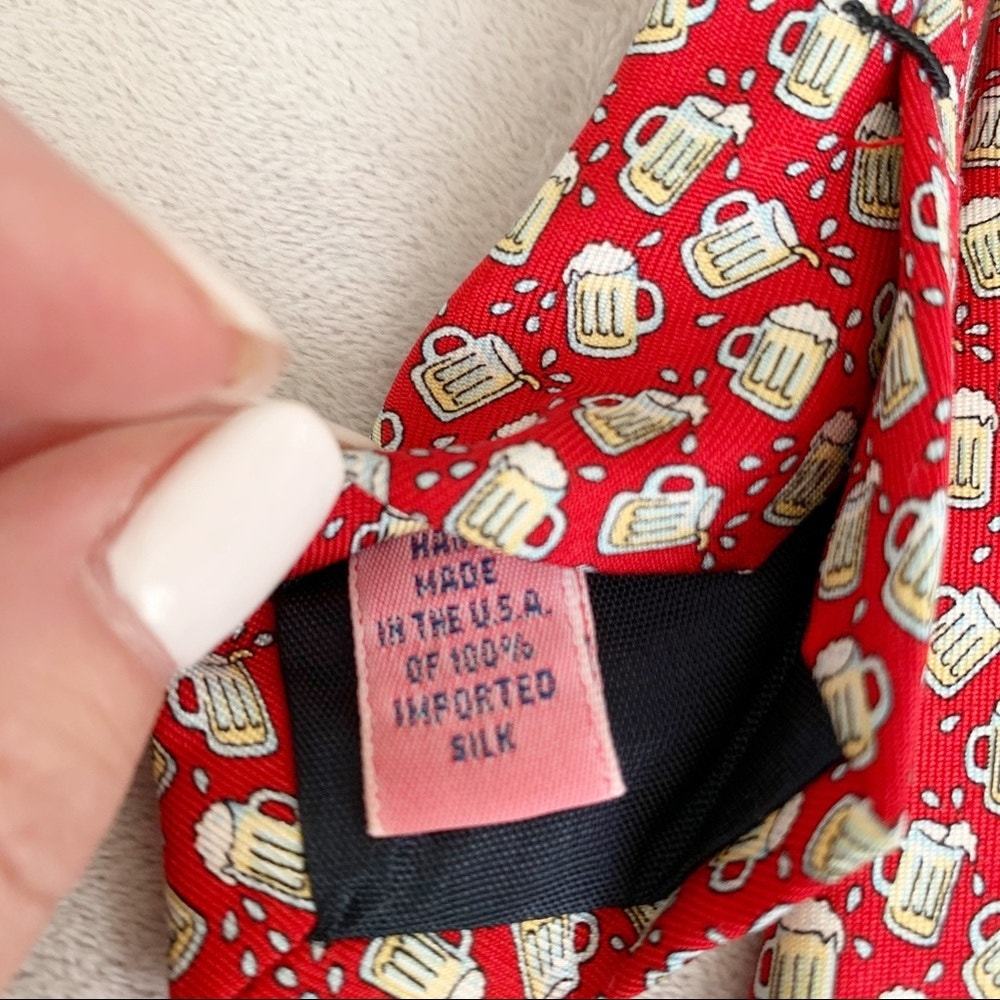 MADE
IN THE U.S.A.
OF 100%
IMPORTED
SILK